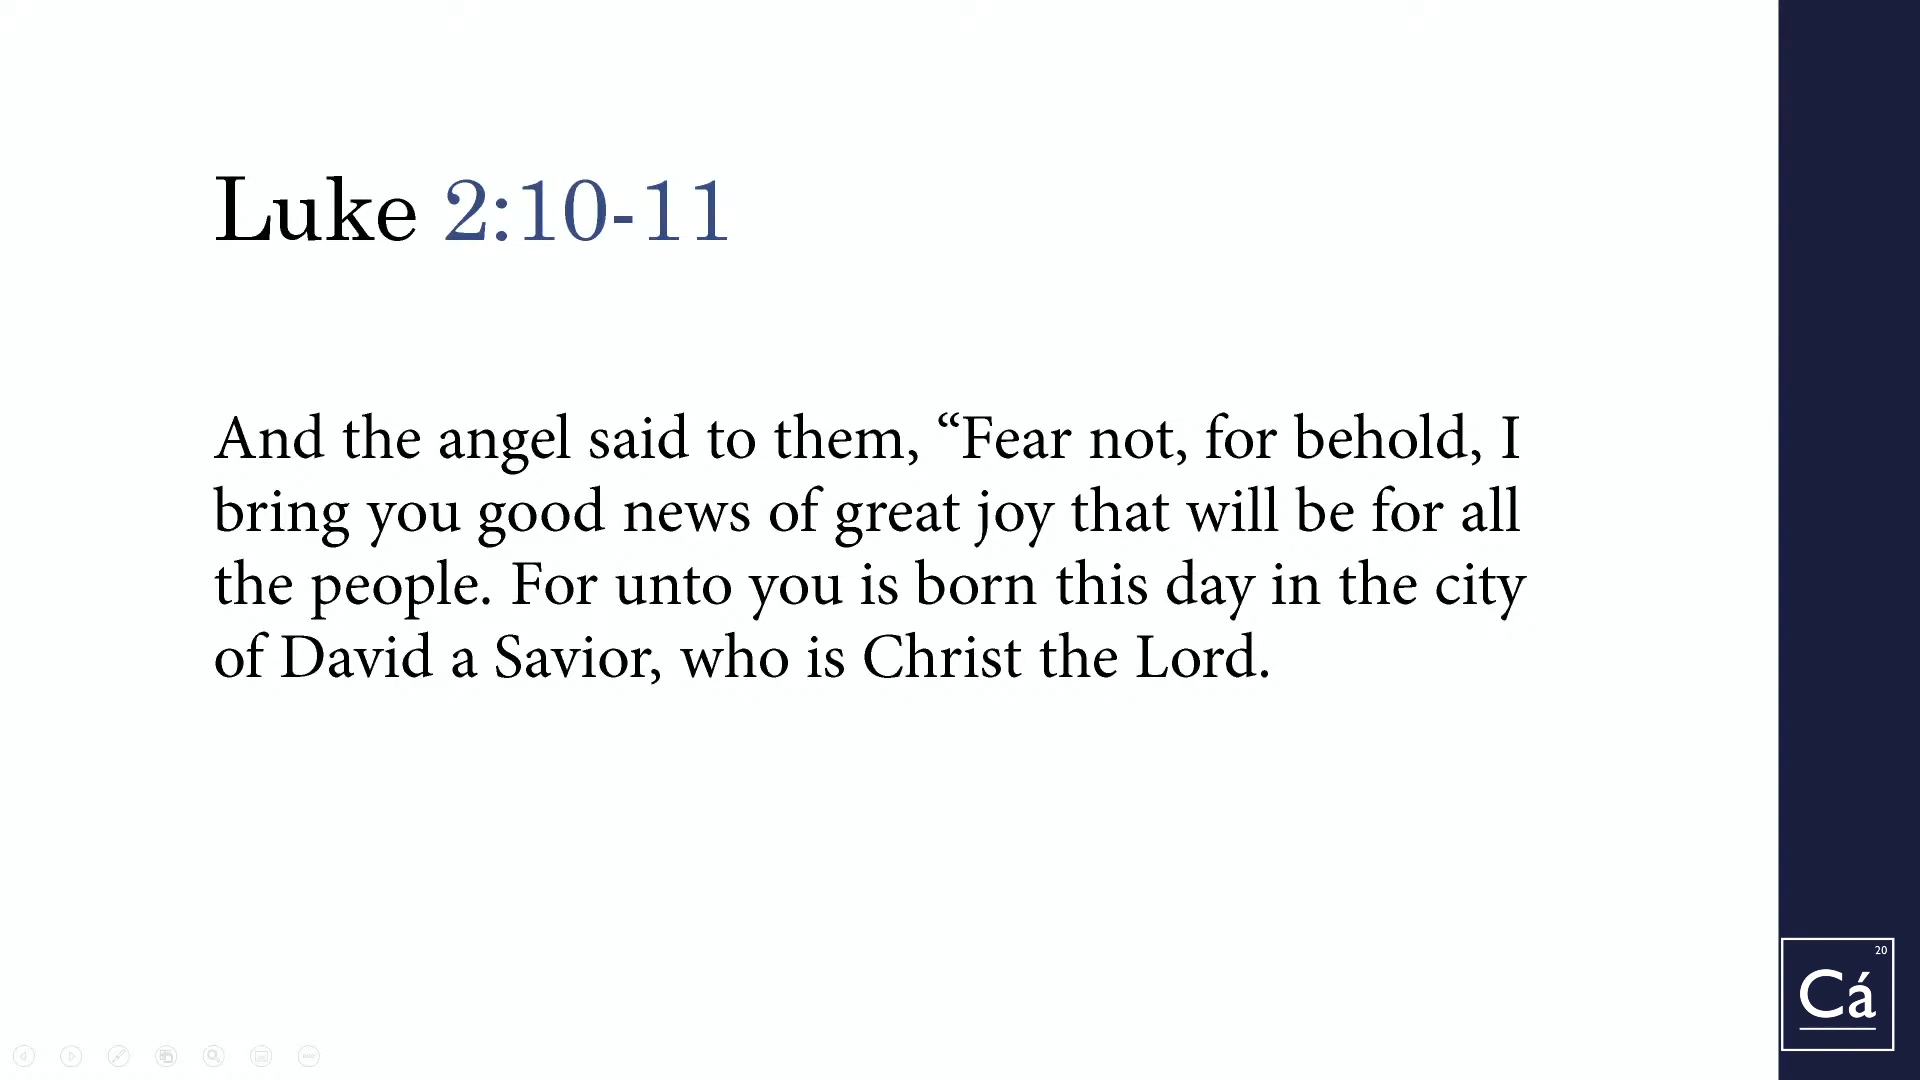 Luke 2:10-11
And the angel said to them, “Fear not, for behold, I
bring you good news of great joy that will be for all
the people. For unto you is born this day in the city
of David a Savior, who is Christ the Lord.
20
Cá